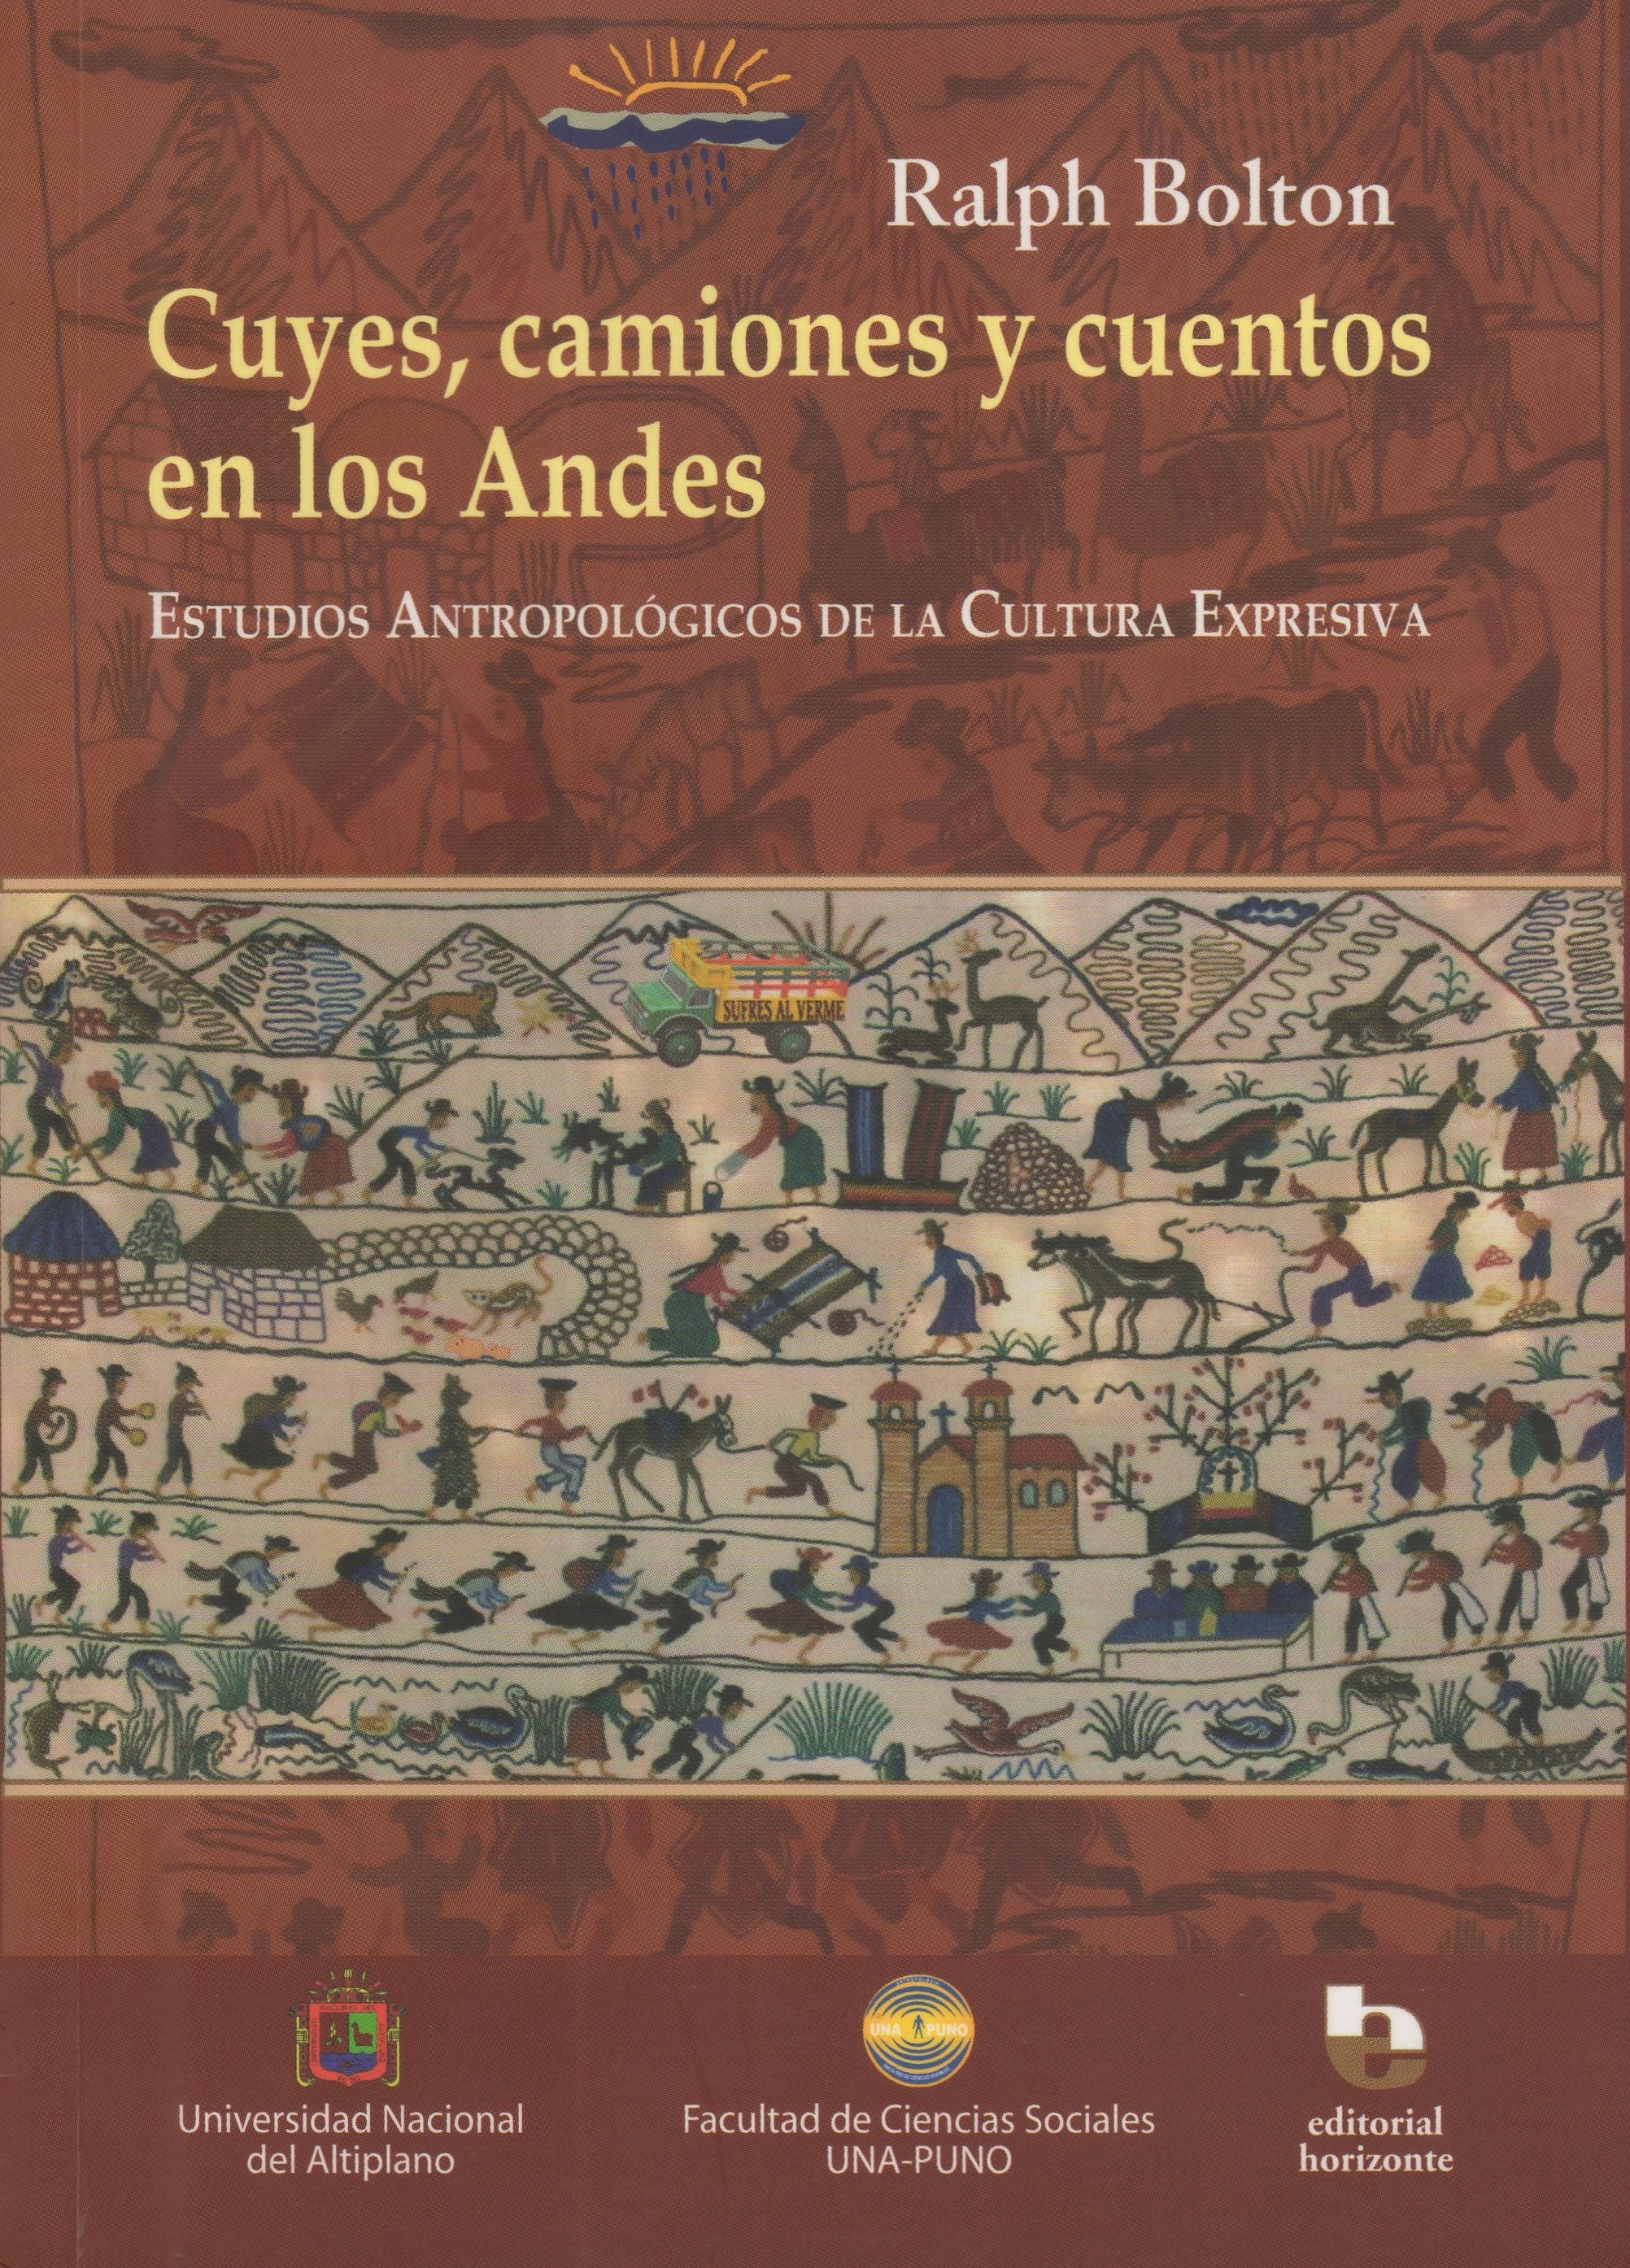 Ralph Bolton
Cuyes, camiones y cuentos
en los Andes
Estudios Antropológicos de la Cultura Expresiva
SUFRES AL VERME
UNA PUNO
Universidad Nacional
del Altiplano
Facultad de Ciencias Sociales
UNA-PUNO
editorial
horizonte